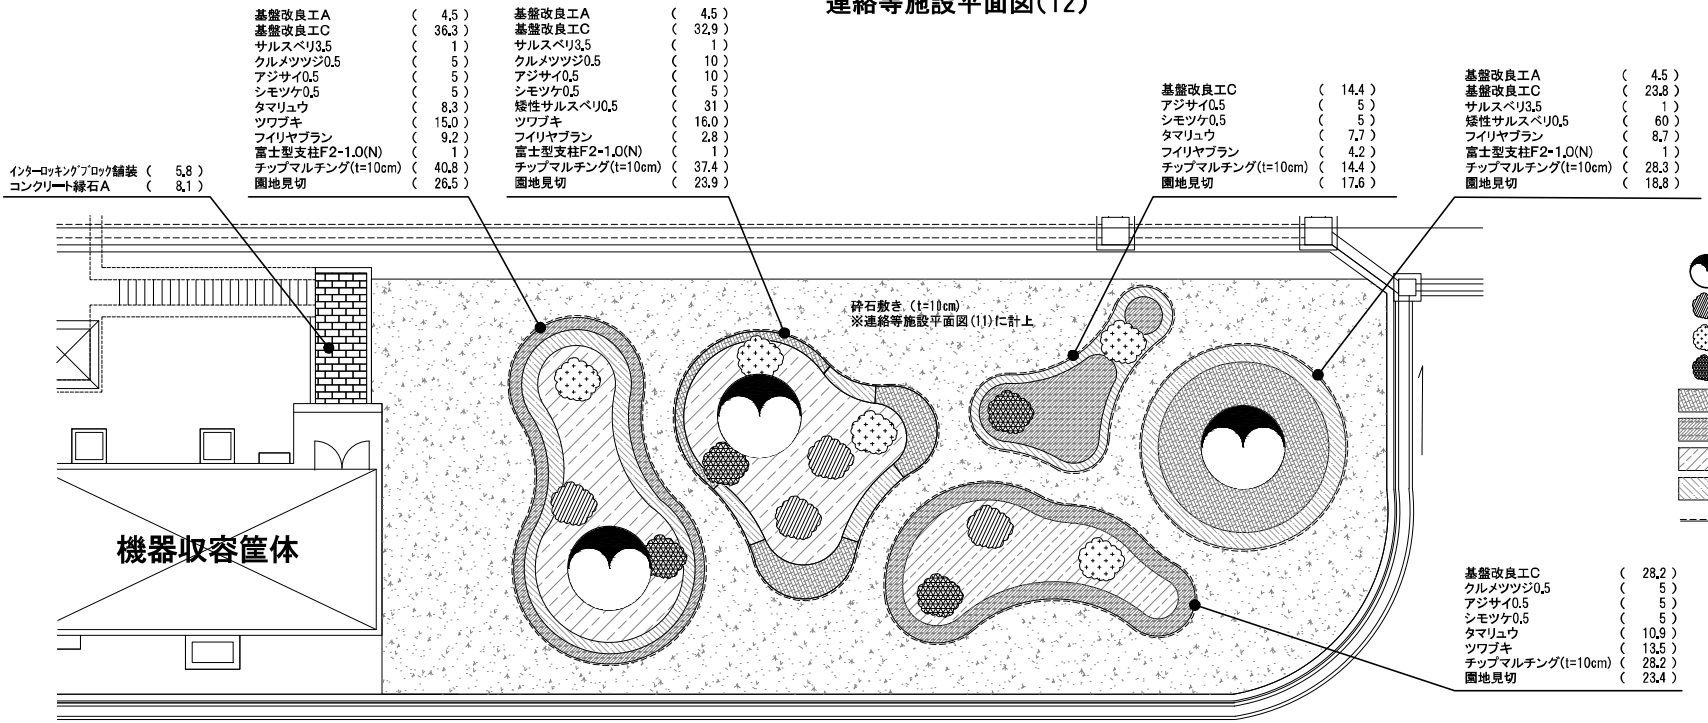 連絡等施設平面図(12)
基盤改良工A ( 4.5 )
基盤改良工C ( 36.3 )
サルスベリ3.5 ( 1 )
クルメツツジ0.5 ( 5 )
アジサイ0.5 ( 5 )
シモツケ0.5 ( 5 )
タマリュウ ( 8.3 )
ツワブキ ( 15.0 )
フイリヤブラン ( 9.2 )
富士型支柱F2-1.0(N) ( 1 )
チップマルチング(t=10cm) ( 40.8 )
園地見切 ( 26.5 )
基盤改良工A ( 4.5 )
基盤改良工C ( 32.9 )
サルスベリ3.5 ( 1 )
クルメツツジ0.5 ( 10 )
アジサイ0.5 ( 10 )
シモツケ0.5 ( 5 )
矮性サルスベリ0.5 ( 31 )
ツワブキ ( 16.0 )
フイリヤブラン ( 2.8 )
富士型支柱F2-1.0(N) ( 1 )
チップマルチング(t=10cm) ( 37.4 )
園地見切 ( 23.9 )
基盤改良工C ( 14.4 )
アジサイ0.5 ( 5 )
シモツケ0.5 ( 5 )
タマリュウ ( 7.7 )
フイリヤブラン ( 4.2 )
チップマルチング(t=10cm) ( 14.4 )
園地見切 ( 17.6 )
基盤改良工A ( 4.5 )
基盤改良工C ( 23.8 )
サルスベリ3.5 ( 1 )
矮性サルスベリ0.5 ( 60 )
フイリヤブラン ( 8.7 )
富士型支柱F2-1.0(N) ( 1 )
チップマルチング(t=10cm) ( 28.3 )
園地見切 ( 18.8 )
インターロッキングブロック舗装 ( 5.8 )
コンクリート縁石A ( 8.1 )
砕石敷き (t=10cm)
※連絡等施設平面図(11)に計上
機器収容筐体
基盤改良工C ( 28.2 )
クルメツツジ0.5 ( 5 )
アジサイ0.5 ( 5 )
シモツケ0.5 ( 5 )
タマリュウ ( 10.9 )
ツワブキ ( 13.5 )
チップマルチング(t=10cm) ( 28.2 )
園地見切 ( 23.4 )